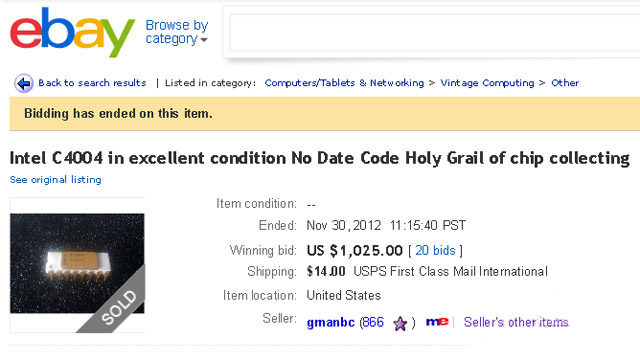 ebay
Browse by
category
Back to search results | Listed in category: Computers/Tablets & Networking > Vintage Computing > Other
Bidding has ended on this item.
Intel C4004 in excellent condition No Date Code Holy Grail of chip collecting
See original listing
Item condition: --
Ended: Nov 30, 2012 11:15:40 PST
Winning bid: US $1,025.00 [ 20 bids ]
Shipping: $14.00 USPS First Class Mail International
Item location: United States
Seller: gmanbc (866 ) me | Seller's other items
SOLD